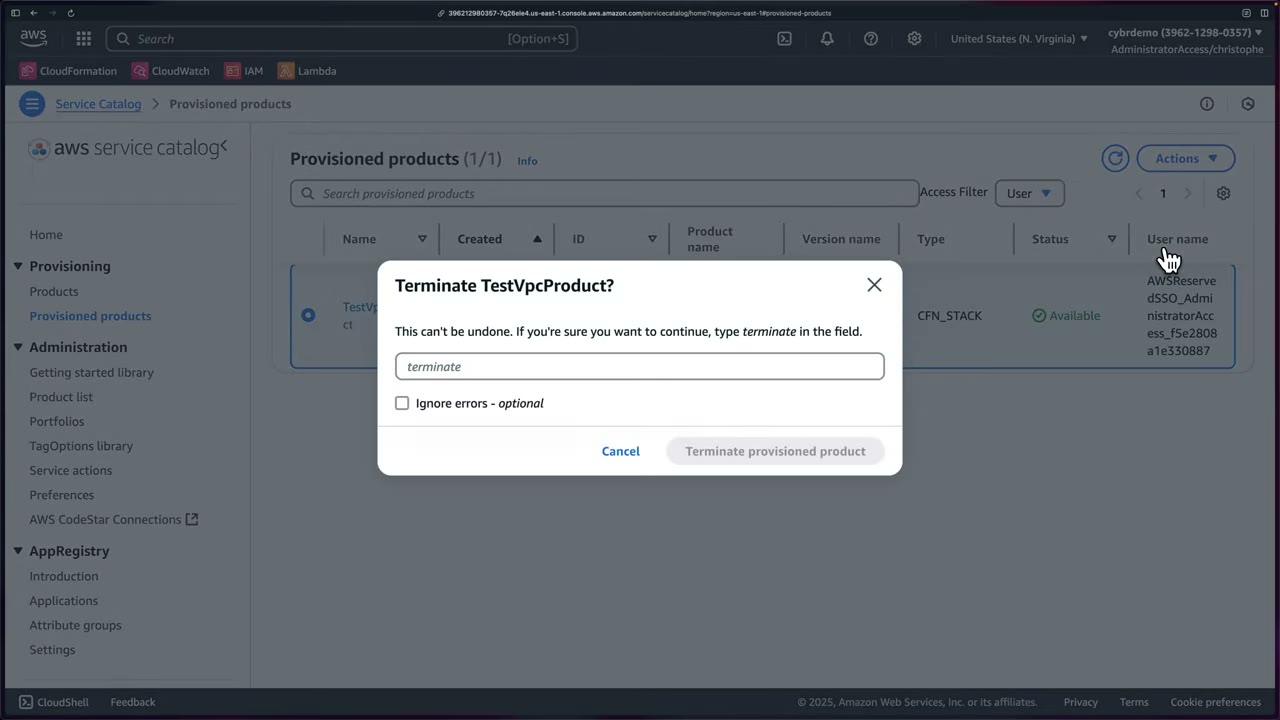 396212980357-7q26ele4.us-east-1.console.aws.amazon.com/servicecatalog/home?region=us-east-1#provisioned-products
aws
Search
[Option+S]
United States (N. Virginia)
cybrdemo (3962-1298-0357)
AdministratorAccess/christophe
CloudFormation
CloudWatch
IAM
Lambda
Service Catalog
Provisioned products
aws service catalog
Home
Provisioning
Products
Provisioned products
Administration
Getting started library
Product list
Portfolios
TagOptions library
Service actions
Preferences
AWS CodeStar Connections
AppRegistry
Introduction
Applications
Attribute groups
Settings
Provisioned products (1/1)
Info
Actions
Search provisioned products
Access Filter
User
1
Name
Created
ID
Product
name
Version name
Type
Status
User name
TestVp
ct
CFN_STACK
Available
AWSReserve
dSSO_Admi
nistratorAcc
ess_f5e2808
a1e330887
Terminate TestVpcProduct?
This can't be undone. If you're sure you want to continue, type terminate in the field.
terminate
Ignore errors - optional
Cancel
Terminate provisioned product
CloudShell
Feedback
© 2025, Amazon Web Services, Inc. or its affiliates.
Privacy
Terms
Cookie preferences